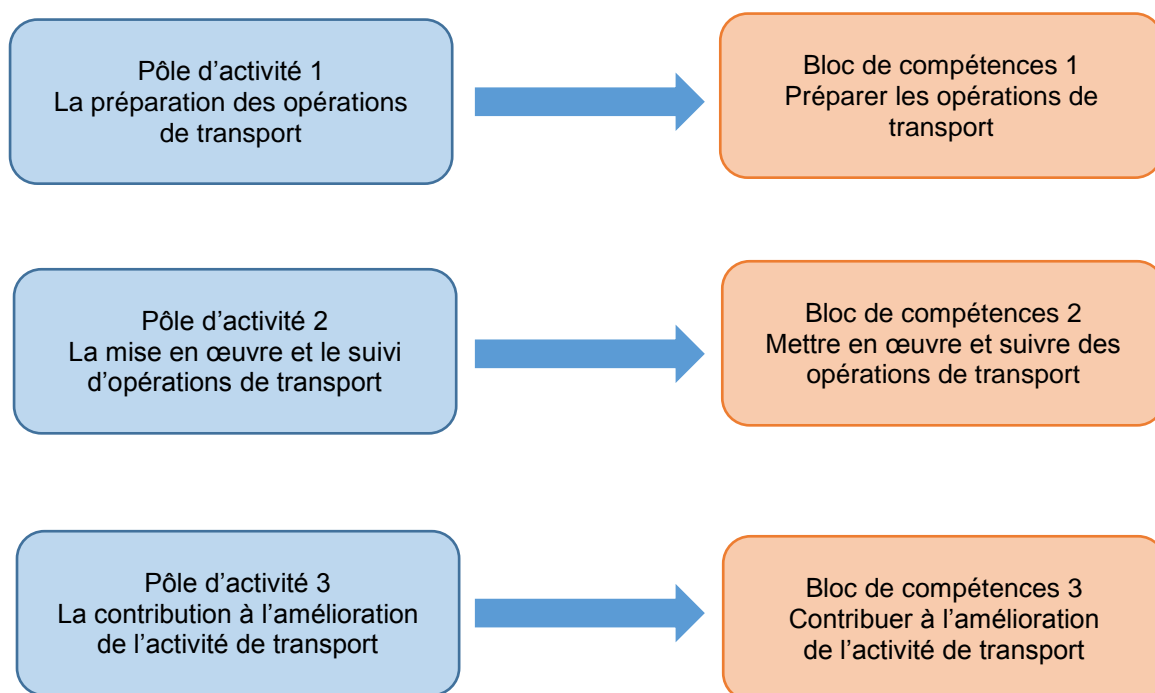 Pôle d’activité 1
La préparation des opérations
de transport
Bloc de compétences 1
Préparer les opérations de
transport
Pôle d’activité 2
La mise en œuvre et le suivi
d’opérations de transport
Bloc de compétences 2
Mettre en œuvre et suivre des
opérations de transport
Pôle d’activité 3
La contribution à l’amélioration
de l’activité de transport
Bloc de compétences 3
Contribuer à l’amélioration
de l’activité de transport